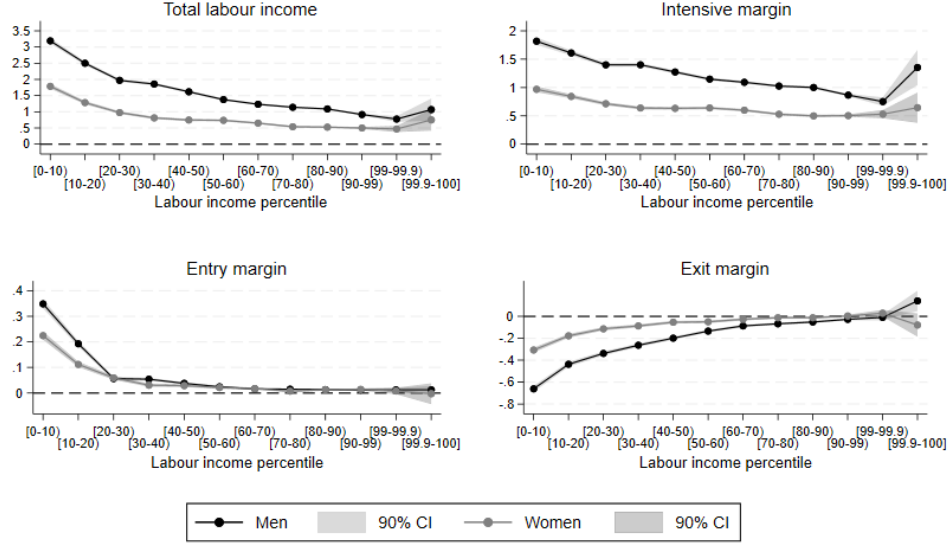 Total labour income
3.5
3
2.5
2
1.5
1
.5
0
[0-10) [20-30) [40-50) [60-70) [80-90) [99-99.9)
[10-20) [30-40) [50-60) [70-80) [90-99) [99.9-100]
Labour income percentile
Intensive margin
2
1.5
1
.5
0
[0-10) [20-30) [40-50) [60-70) [80-90) [99-99.9)
[10-20) [30-40) [50-60) [70-80) [90-99) [99.9-100]
Labour income percentile
Entry margin
.4
.3
.2
.1
0
[0-10) [20-30) [40-50) [60-70) [80-90) [99-99.9)
[10-20) [30-40) [50-60) [70-80) [90-99) [99.9-100]
Labour income percentile
Exit margin
0
-.2
-.4
-.6
-.8
[0-10) [20-30) [40-50) [60-70) [80-90) [99-99.9)
[10-20) [30-40) [50-60) [70-80) [90-99) [99.9-100]
Labour income percentile
Men 90% CI Women 90% CI